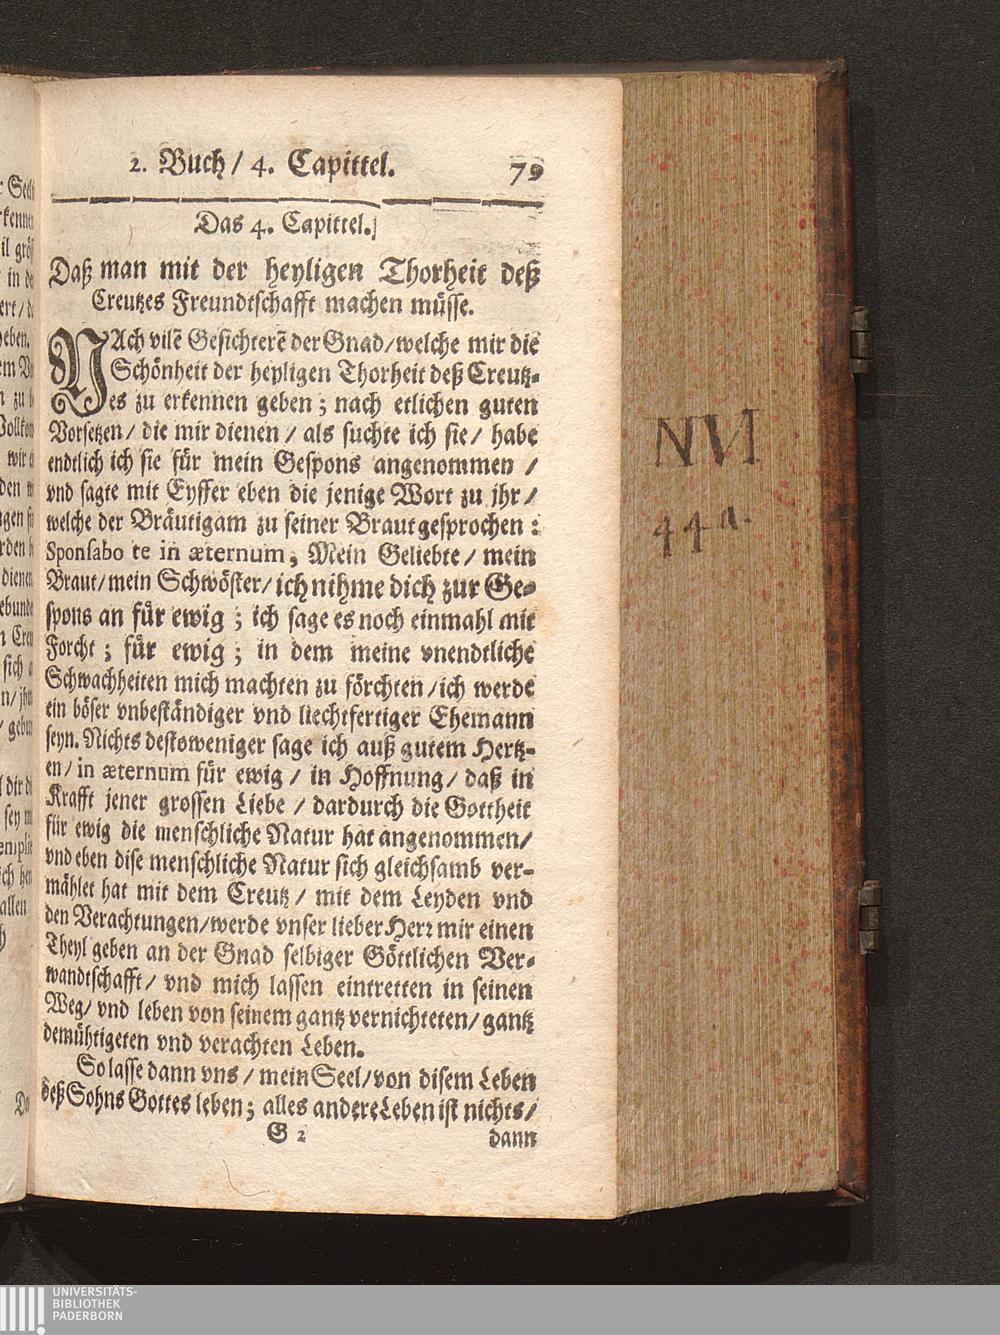 2. Buch / 4. Capittel. 79
Das 4. Capittel.
Daß man mit der heyligen Thorheit deß
Creutzes Freundtschafft machen müsse.
NAch vilẽ Gesichterẽ der Gnad / welche mir die
Schönheit der heyligen Thorheit deß Creutz-
es zu erkennen geben ; nach etlichen guten
Vorsetzen / die mir dienen / als suchte ich sie / habe
endtlich ich sie für mein Gespons angenommen /
vnd sagte mit Eyffer eben die jenige Wort zu jhr /
welche der Bräutigam zu seiner Braut gesprochen :
Sponsabo te in æternum, Mein Geliebte / mein
Braut / mein Schwöster / ich nihme dich zur Ge-
spons an für ewig ; ich sage es noch einmahl mit
Forcht ; für ewig ; in dem meine vnendtliche
Schwachheiten mich machten zu förchten / ich werde
ein böser vnbeständiger vnd liechtfertiger Ehemann
seyn. Nichts destoweniger sage ich auß gutem Hertz-
en / in æternum für ewig / in Hoffnung / daß in
Krafft jener grossen Liebe / dardurch die Gottheit
für ewig die menschliche Natur hat angenommen /
vnd eben dise menschliche Natur sich gleichsamb ver-
mählet hat mit dem Creutz / mit dem Leyden vnd
den Verachtungen / werde vnser lieber Herr mir einen
Theyl geben an der Gnad selbiger Göttlichen Ver-
wandtschafft / vnd mich lassen eintretten in seinen
Weg / vnd leben von seinem gantz vernichteten / gantz
demühtigeten vnd verachten Leben.
So lasse dann vns / mein Seel / von disem Leben
deß Sohns Gottes leben ; alles andere Leben ist nichts /
G 2 dann
NVI
44a.
UNIVERSITÄTS-
BIBLIOTHEK
PADERBORN